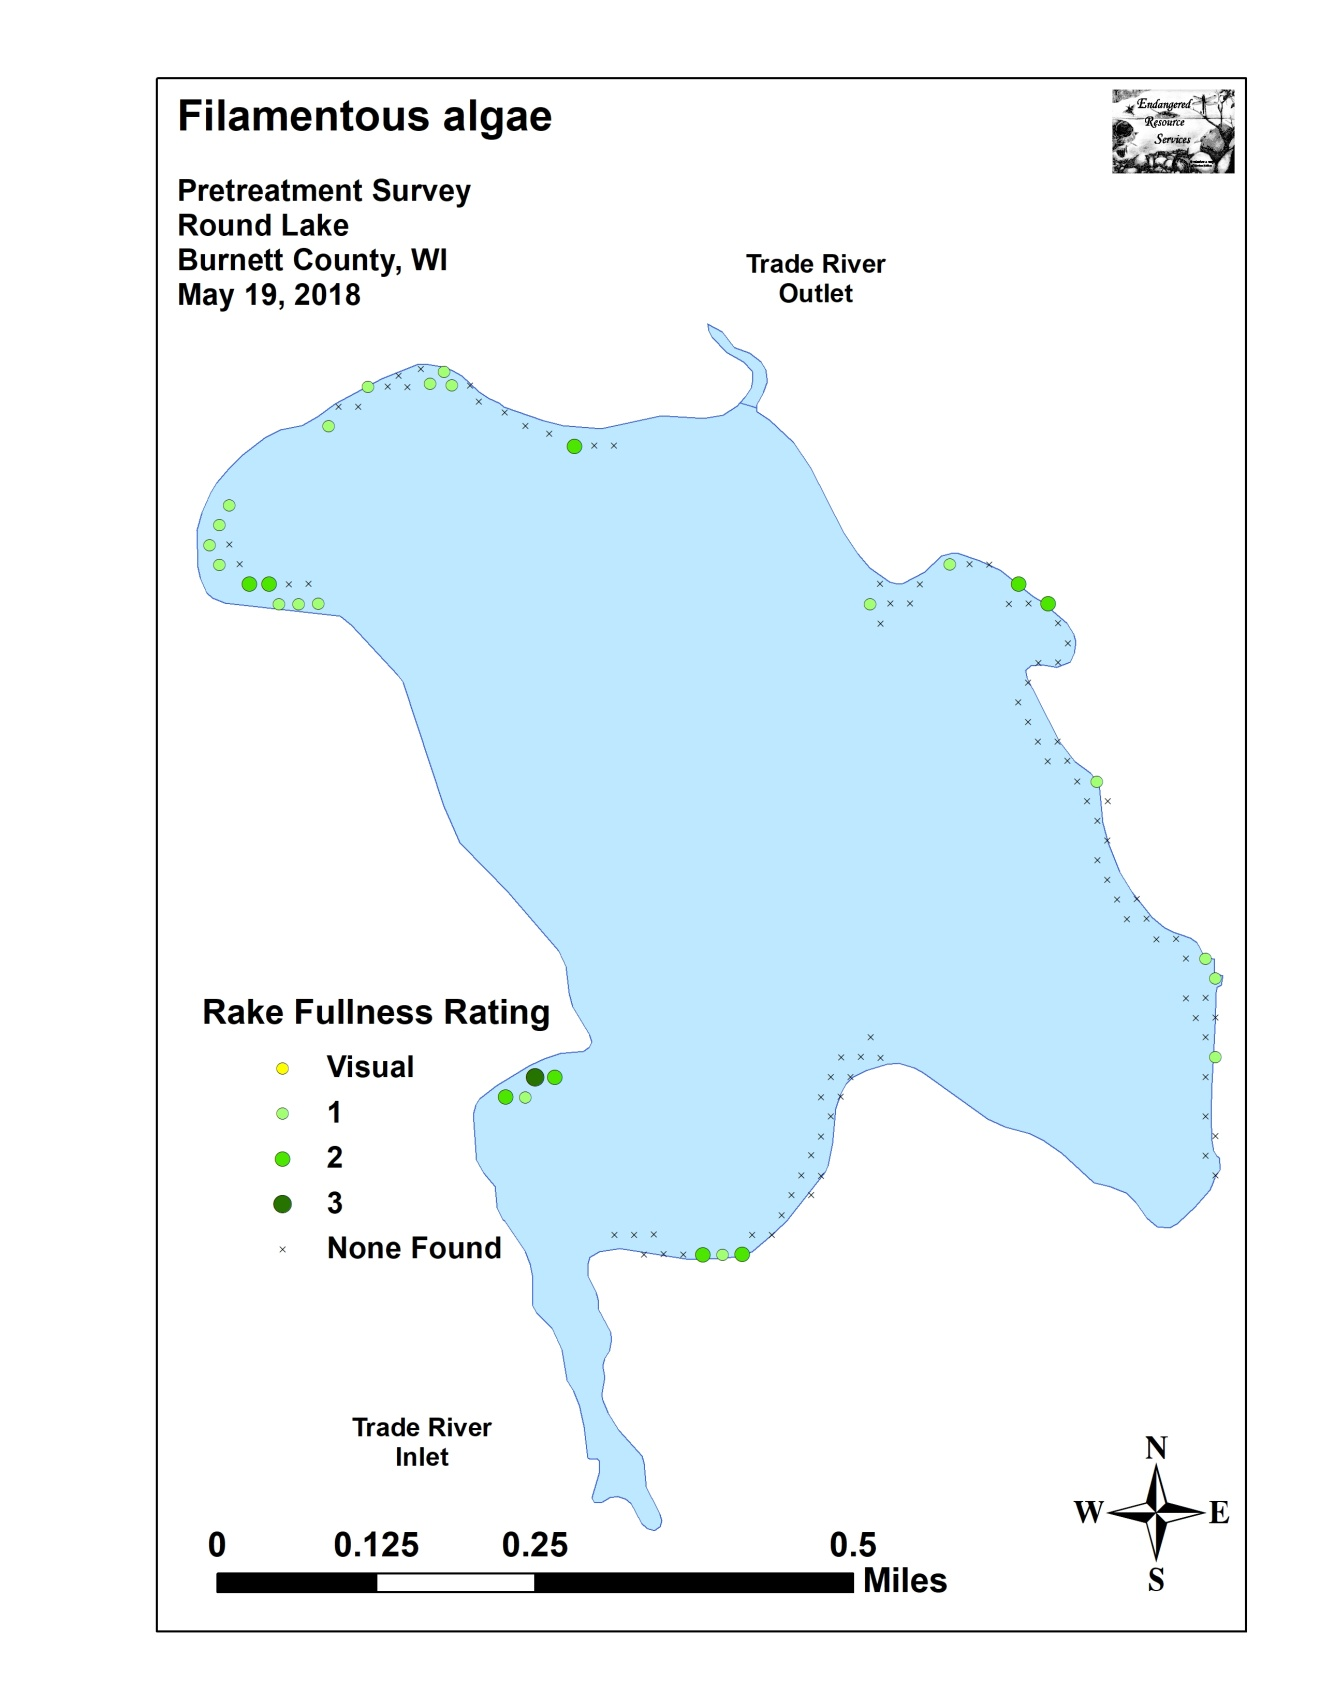 Filamentous algae
Endangered
Resource
Services
Pretreatment Survey
Round Lake
Burnett County, WI
May 19, 2018
Trade River
Outlet
Rake Fullness Rating
Visual
1
2
3
None Found
Trade River
Inlet
N
W E
S
0 0.125 0.25 0.5
Miles